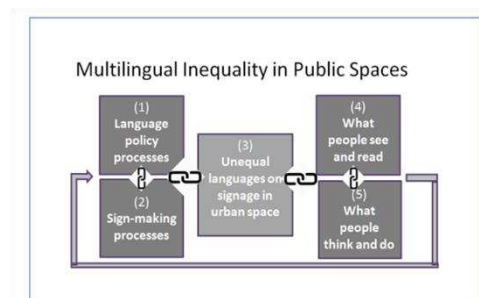 Multilingual Inequality in Public Spaces
(1)
Language
policy
processes
(2)
Sign-making
processes
(3)
Unequal
languages on
signage in
urban space
(4)
What
people see
and read
(5)
What
people
think and do